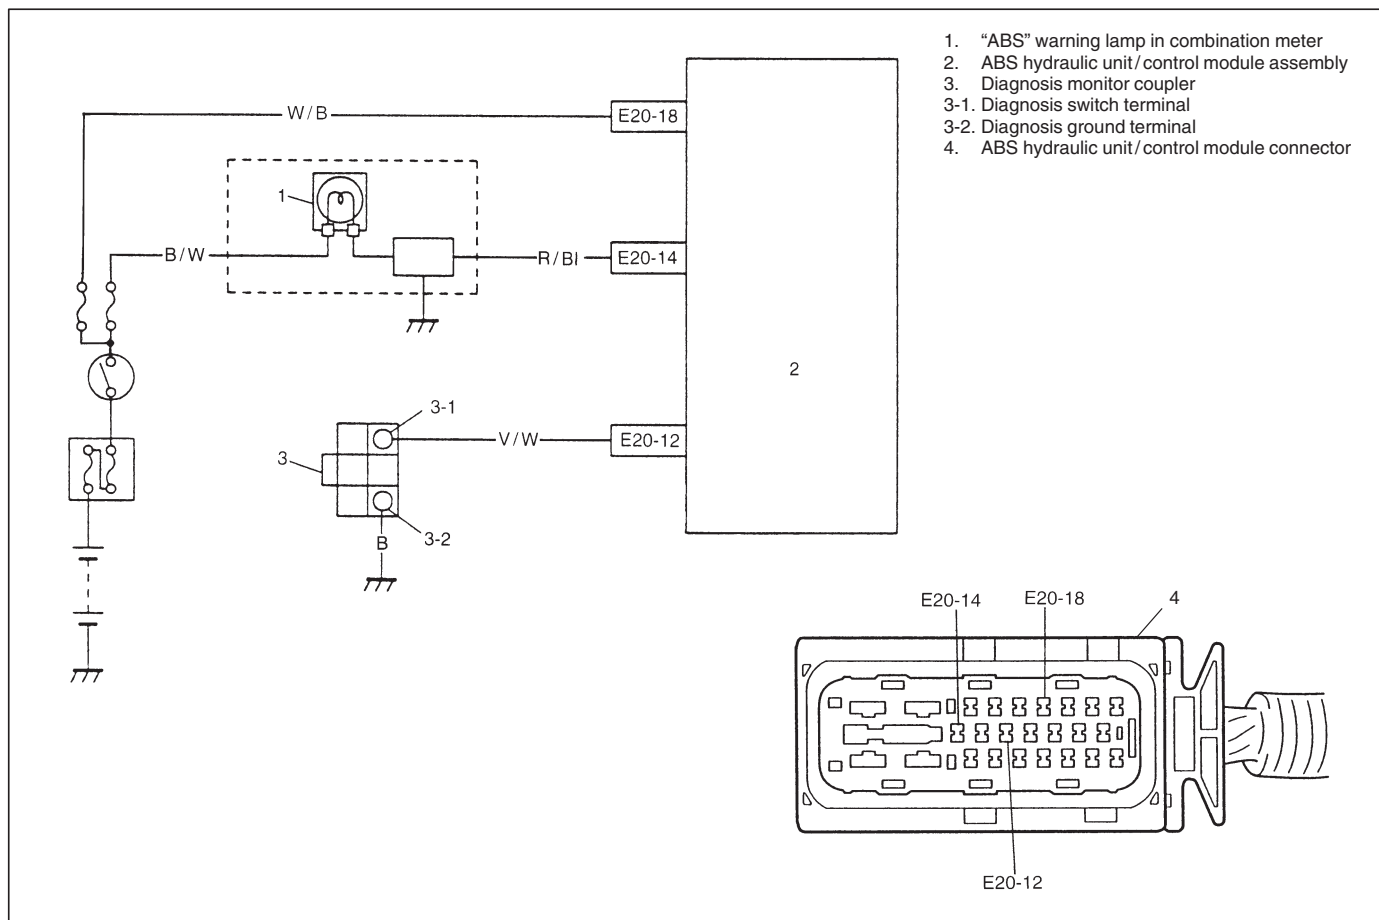 1. “ABS” warning lamp in combination meter
2. ABS hydraulic unit/control module assembly
3. Diagnosis monitor coupler
3-1. Diagnosis switch terminal
3-2. Diagnosis ground terminal
4. ABS hydraulic unit/control module connector
W/B
E20-18
1
B/W
R/Bl
E20-14
2
3-1
V/W
E20-12
3
3-2
B
E20-14
E20-18
4
E20-12